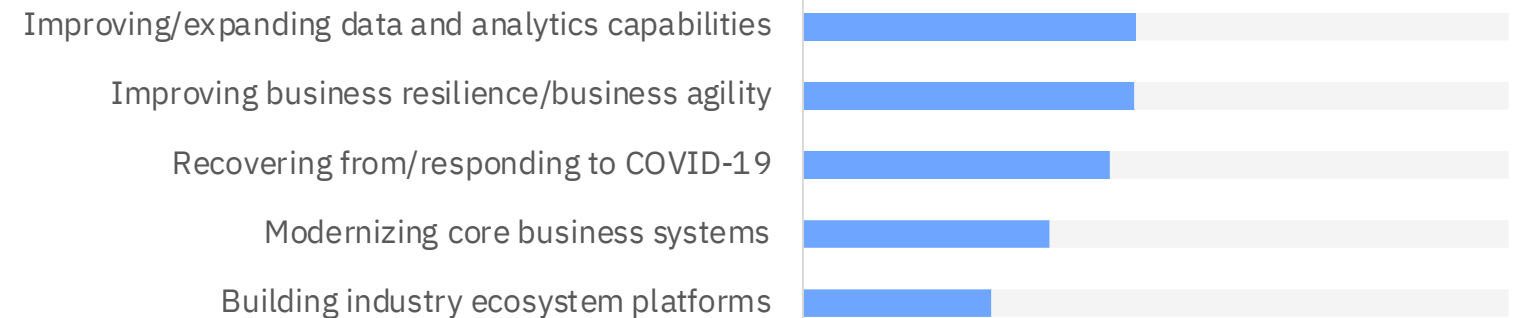 Improving/expanding data and analytics capabilities
Improving business resilience/business agility
Recovering from/responding to COVID-19
Modernizing core business systems
Building industry ecosystem platforms